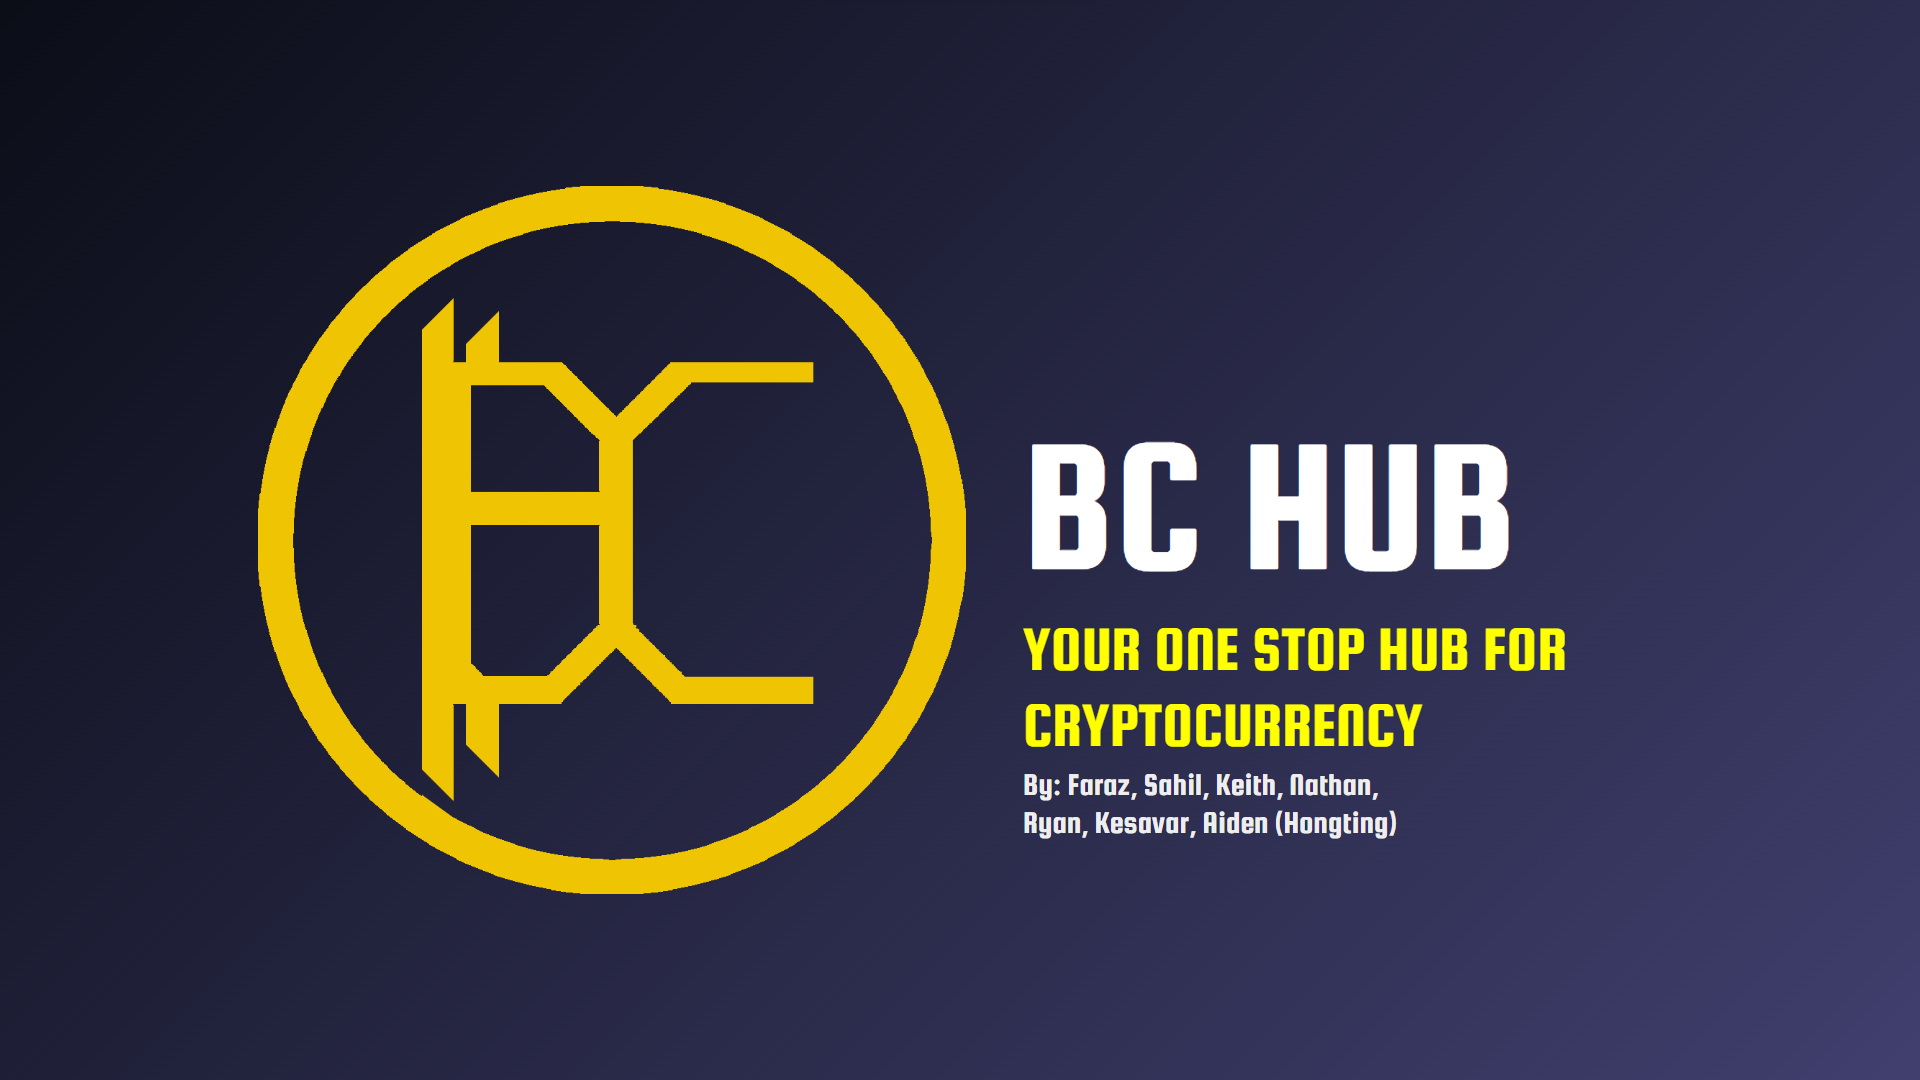 BC HUB
YOUR ONE STOP HUB FOR
CRYPTOCURRENCY
By: Faraz, Sahil, Keith, Nathan,
Ryan, Kesavar, Aiden (Hongting)